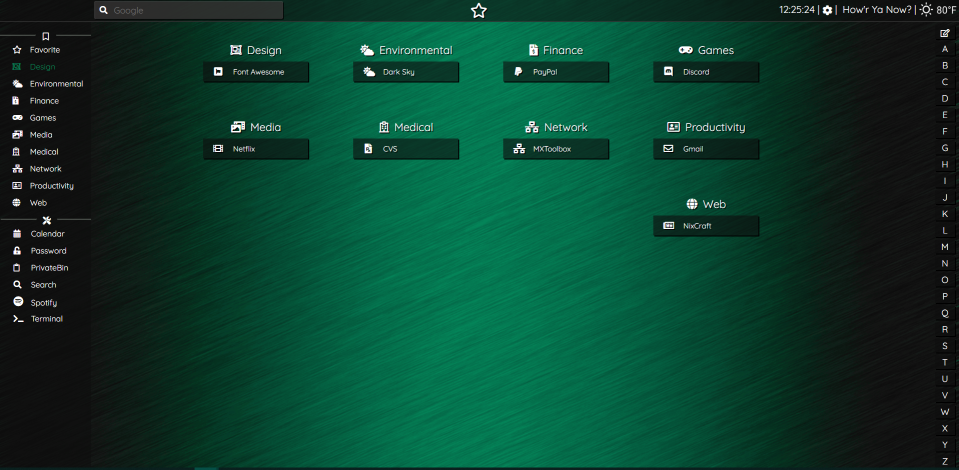 Google
12:25:24 | | How'r Ya Now? | 80°F
Favorite
Design
Environmental
Finance
Games
Media
Medical
Network
Productivity
Web
Calendar
Password
PrivateBin
Search
Spotify
Terminal
Design
Font Awesome
Environmental
Dark Sky
Finance
PayPal
Games
Discord
Media
Netflix
Medical
CVS
Network
MXToolbox
Productivity
Gmail
Web
NixCraft
A
B
C
D
E
F
G
H
I
J
K
L
M
N
O
P
Q
R
S
T
U
V
W
X
Y
Z